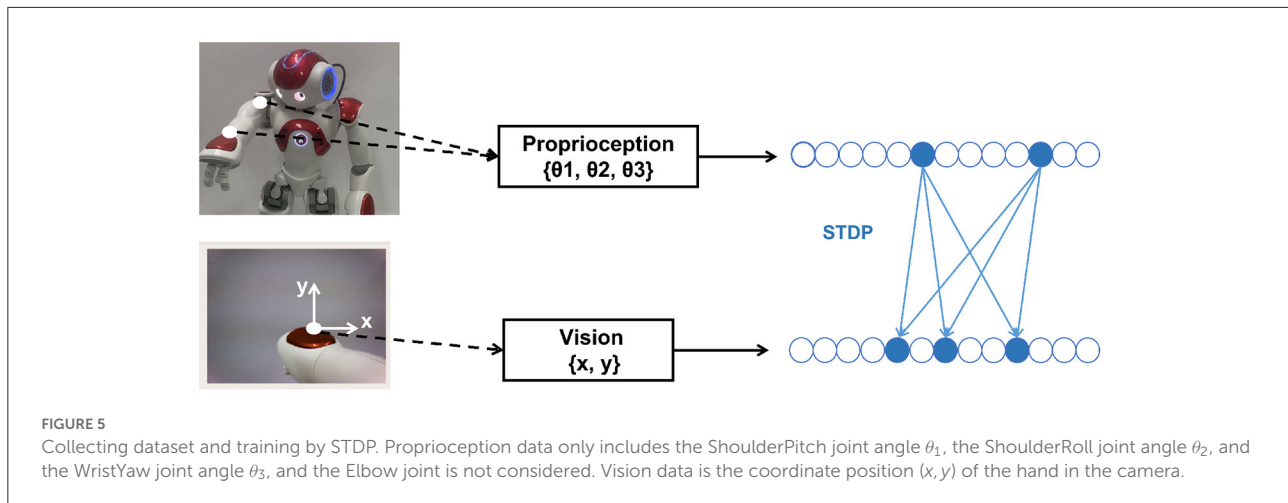 Proprioception
{θ1, θ2, θ3}
STDP
y
x
Vision
{x, y}
FIGURE 5
Collecting dataset and training by STDP. Proprioception data only includes the ShoulderPitch joint angle θ₁, the ShoulderRoll joint angle θ₂, and
the WristYaw joint angle θ₃, and the Elbow joint is not considered. Vision data is the coordinate position (x, y) of the hand in the camera.